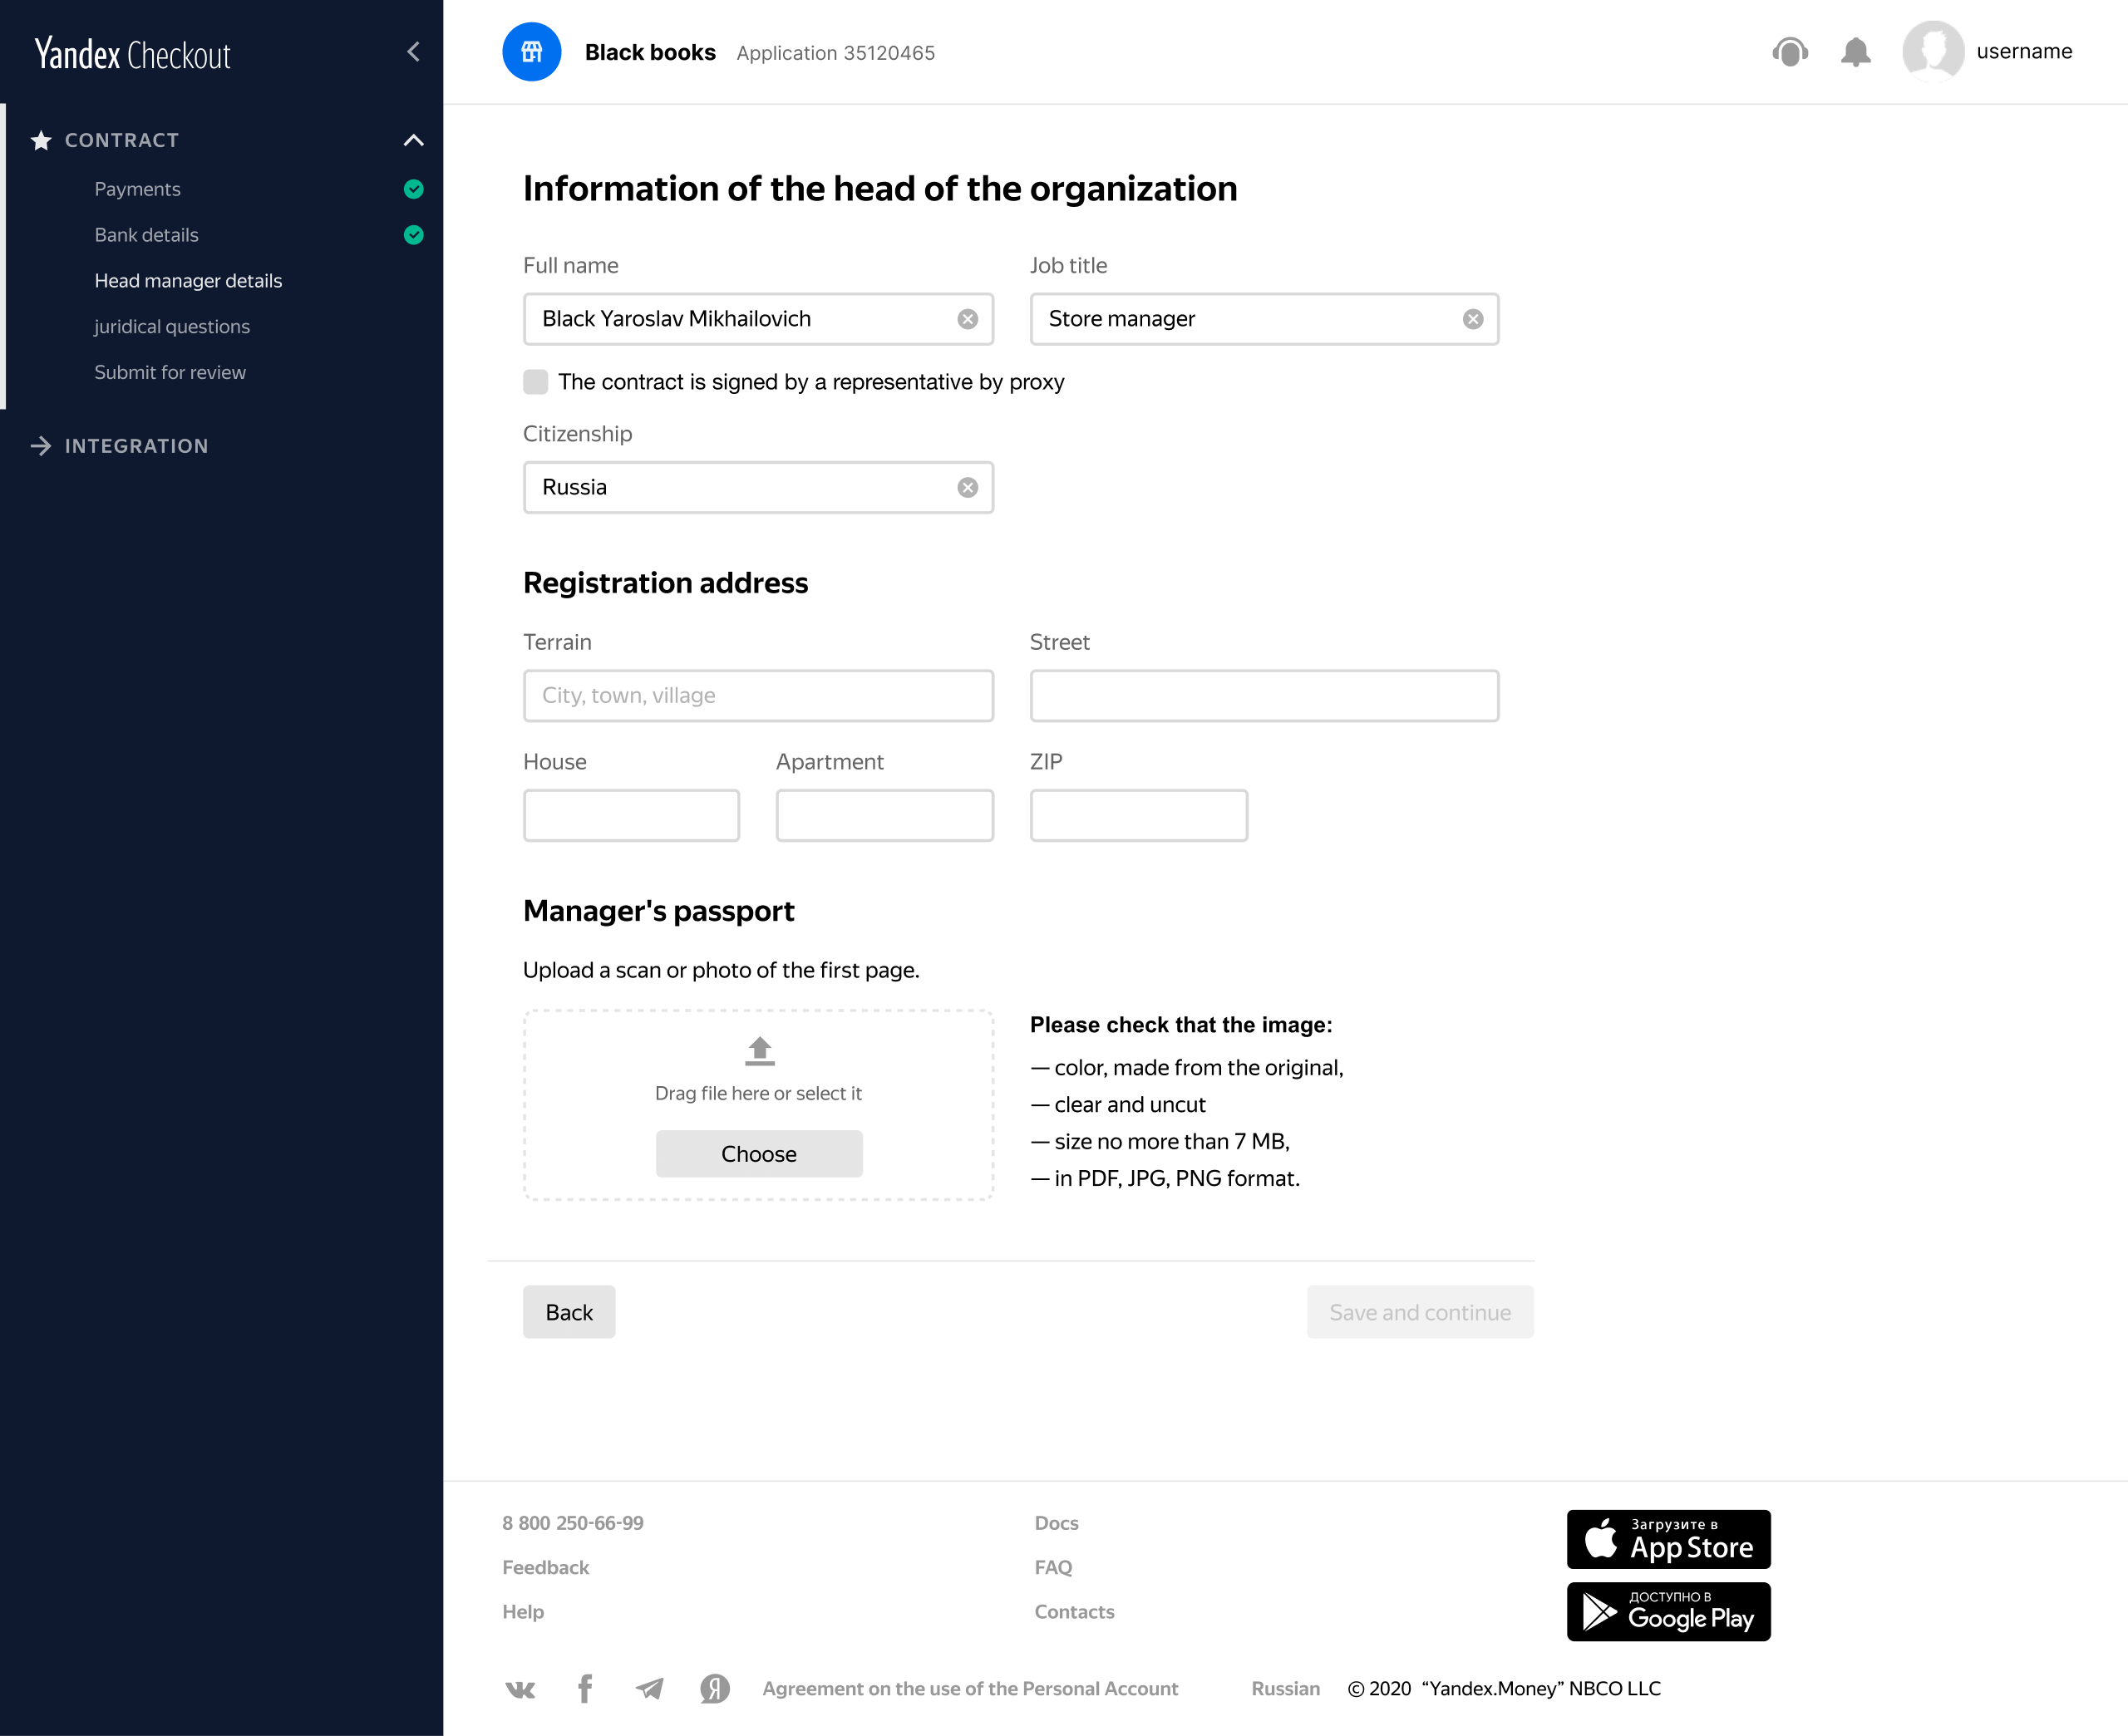 Yandex Checkout
Black books Application 35120465
username
CONTRACT
Payments
Bank details
Head manager details
juridical questions
Submit for review
INTEGRATION
Information of the head of the organization
Full name
Job title
Black Yaroslav Mikhailovich
Store manager
The contract is signed by a representative by proxy
Citizenship
Russia
Registration address
Terrain
Street
City, town, village
House
Apartment
ZIP
Manager's passport
Upload a scan or photo of the first page.
Drag file here or select it
Choose
Please check that the image:
— color, made from the original,
— clear and uncut
— size no more than 7 MB,
— in PDF, JPG, PNG format.
Back
Save and continue
8 800 250-66-99
Feedback
Help
Docs
FAQ
Contacts
Загрузите в
App Store
ДОСТУПНО В
Google Play
Agreement on the use of the Personal Account
Russian
© 2020 “Yandex.Money” NBCO LLC